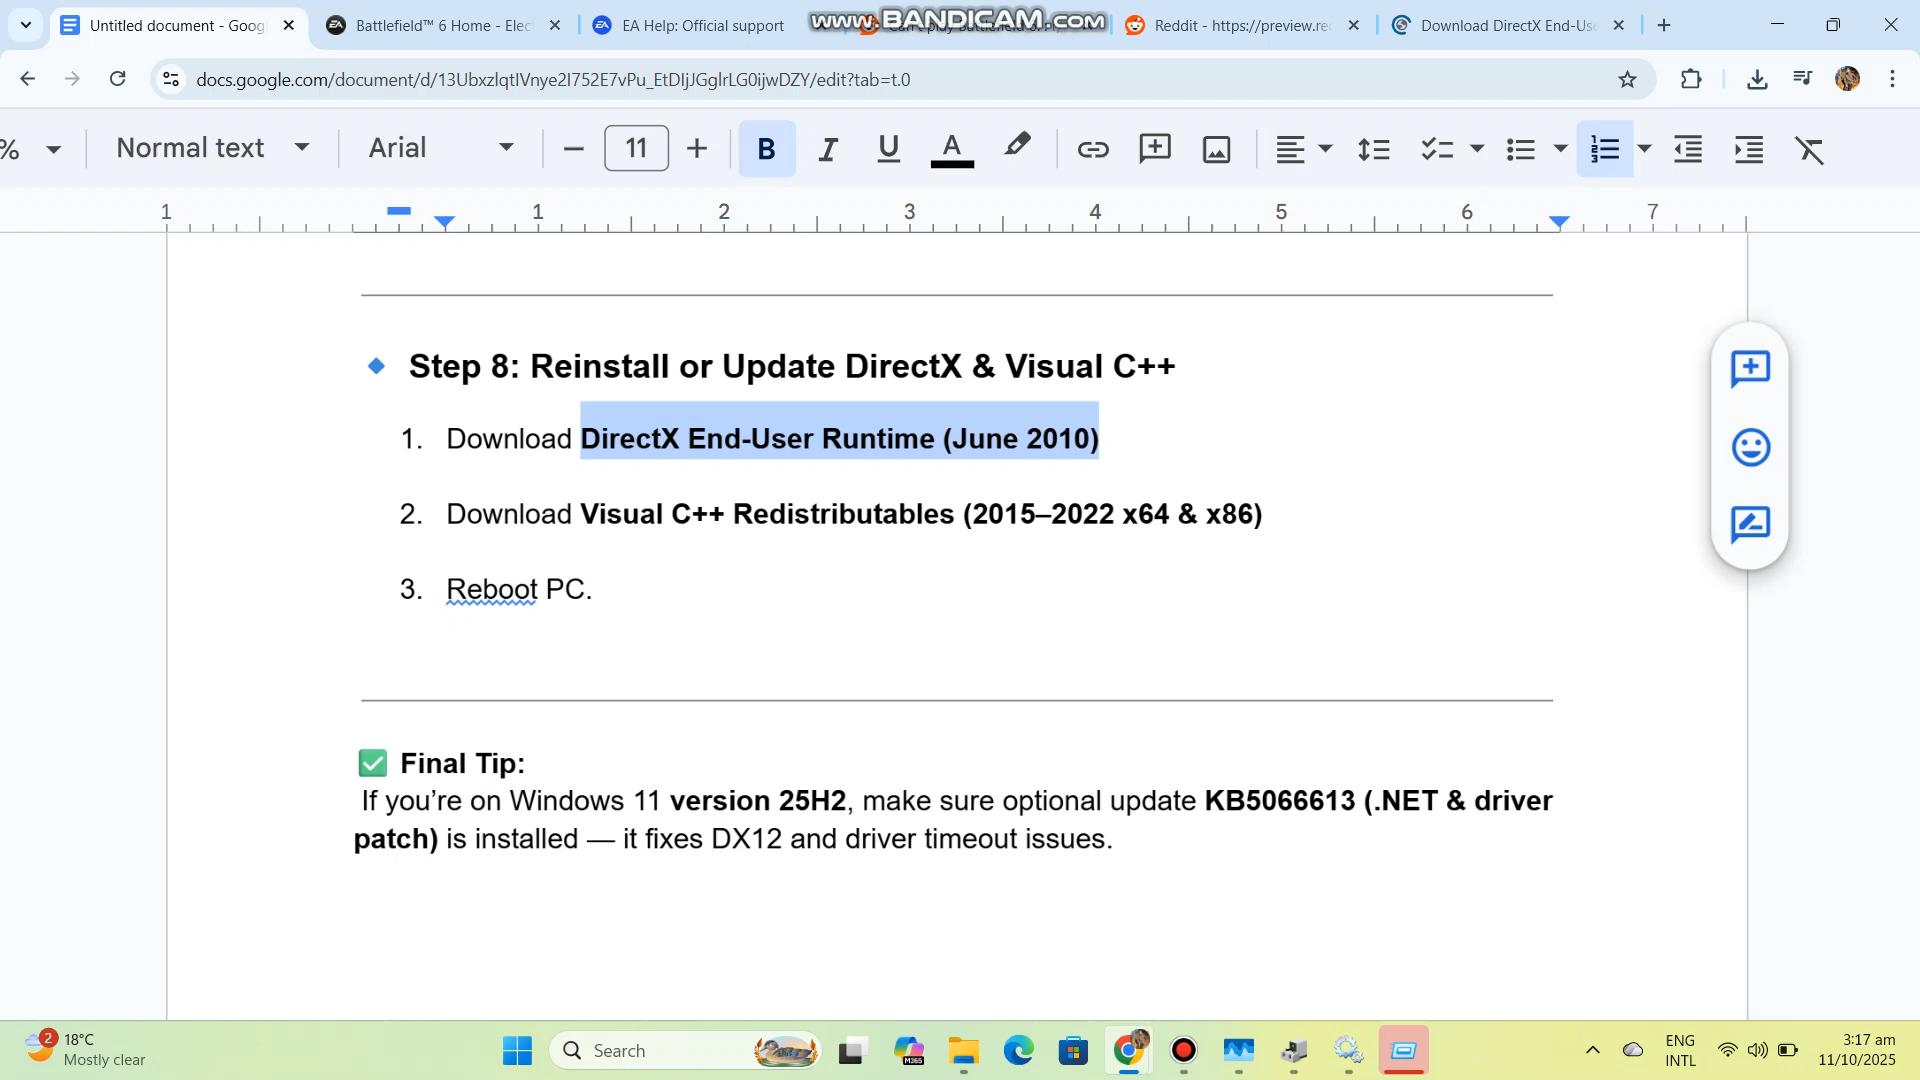 Untitled document - Goog
Battlefield™ 6 Home - Elec
EA Help: Official support
www.BANDICAM.com
Reddit - https://preview.re
Download DirectX End-Use
docs.google.com/document/d/13UbxzlqtIVnye2I752E7vPu_EtDIjJGglrLG0ijwDZY/edit?tab=t.0
%
Normal text
Arial
11
B
I
U
A
1 1 2 3 4 5 6 7
Step 8: Reinstall or Update DirectX & Visual C++
1. Download DirectX End-User Runtime (June 2010)
2. Download Visual C++ Redistributables (2015–2022 x64 & x86)
3. Reboot PC.
Final Tip:
If you’re on Windows 11 version 25H2, make sure optional update KB5066613 (.NET & driver
patch) is installed — it fixes DX12 and driver timeout issues.
2
18°C
Mostly clear
Search
M365
ENG
INTL
3:17 am
11/10/2025